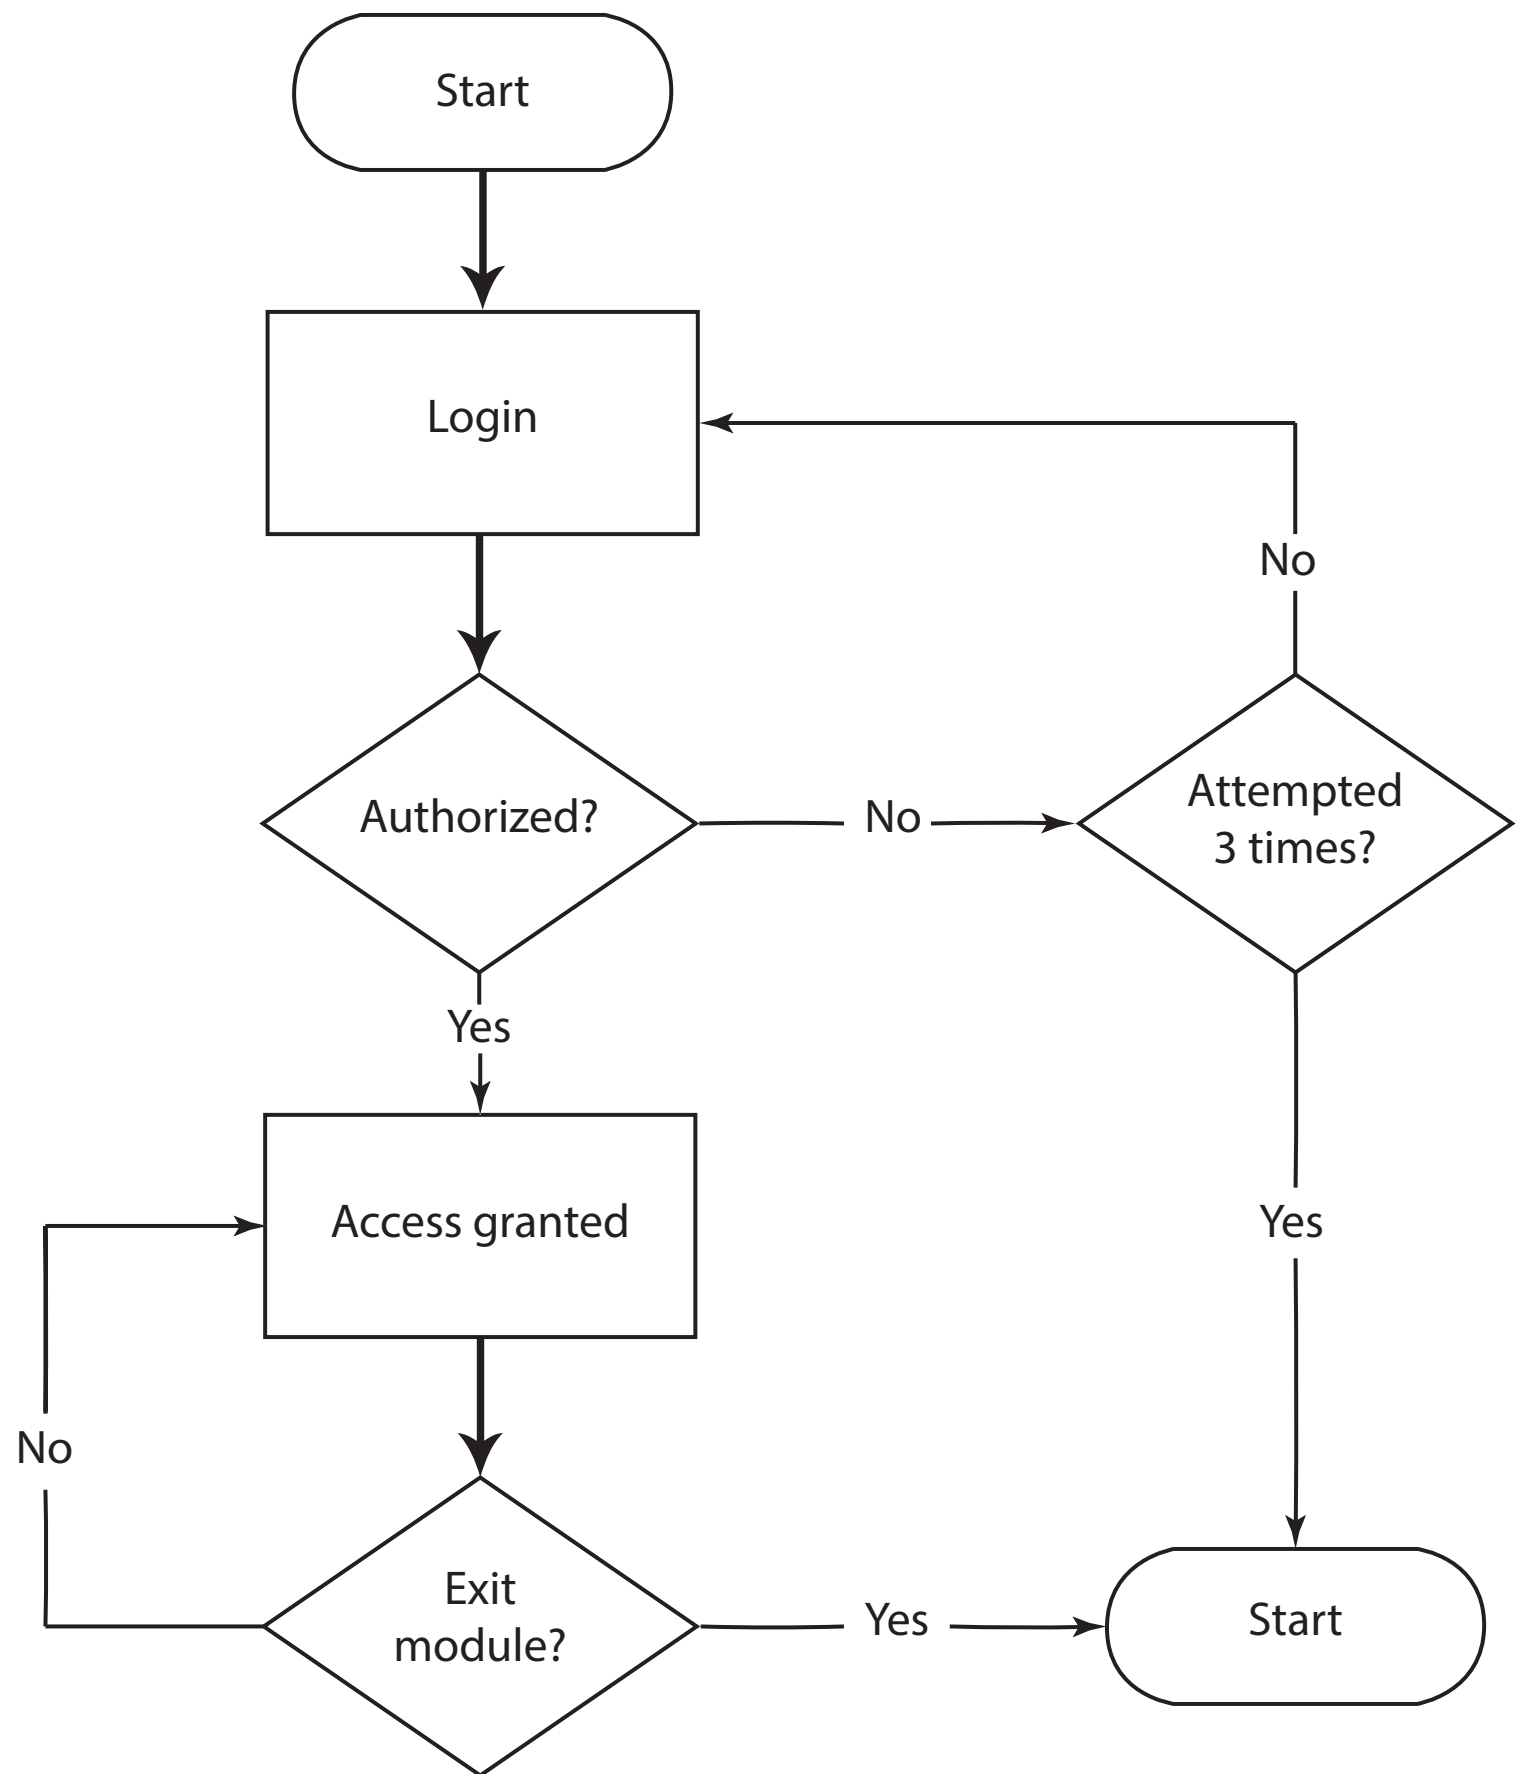 Start
Login
No
Authorized?
No
Attempted
3 times?
Yes
Access granted
Yes
No
Exit
module?
Yes
Start